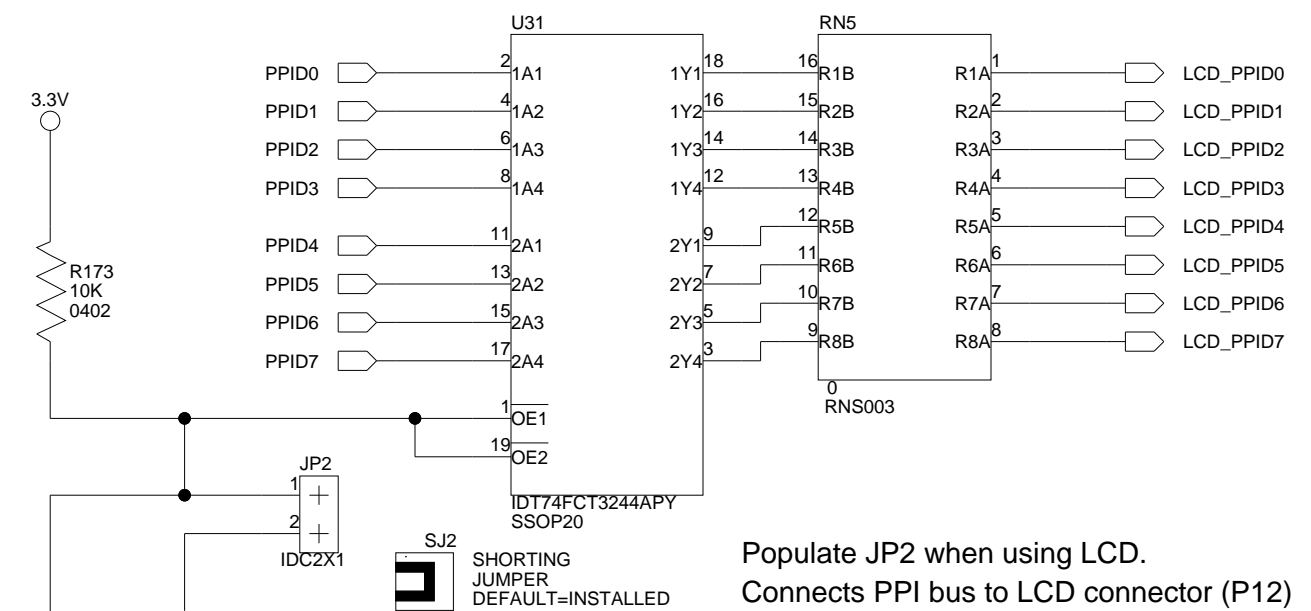 U31
RN5
PPID0 2 1A1 1Y1 18 16 R1B R1A 1 LCD_PPID0
3.3V
PPID1 4 1A2 1Y2 16 15 R2B R2A 2 LCD_PPID1
PPID2 6 1A3 1Y3 14 14 R3B R3A 3 LCD_PPID2
PPID3 8 1A4 1Y4 12 13 R4B R4A 4 LCD_PPID3
12 R5B R5A 5 LCD_PPID4
PPID4 11 2A1 2Y1 9
11 R6B R6A 6 LCD_PPID5
R173
10K
0402
PPID5 13 2A2 2Y2 7
10 R7B R7A 7 LCD_PPID6
PPID6 15 2A3 2Y3 5
9 R8B R8A 8 LCD_PPID7
PPID7 17 2A4 2Y4 3
0
RNS003
1 OE1
19 OE2
JP2
1
2
IDC2X1
IDT74FCT3244APY
SSOP20
SJ2
SHORTING
JUMPER
DEFAULT=INSTALLED
Populate JP2 when using LCD.
Connects PPI bus to LCD connector (P12)